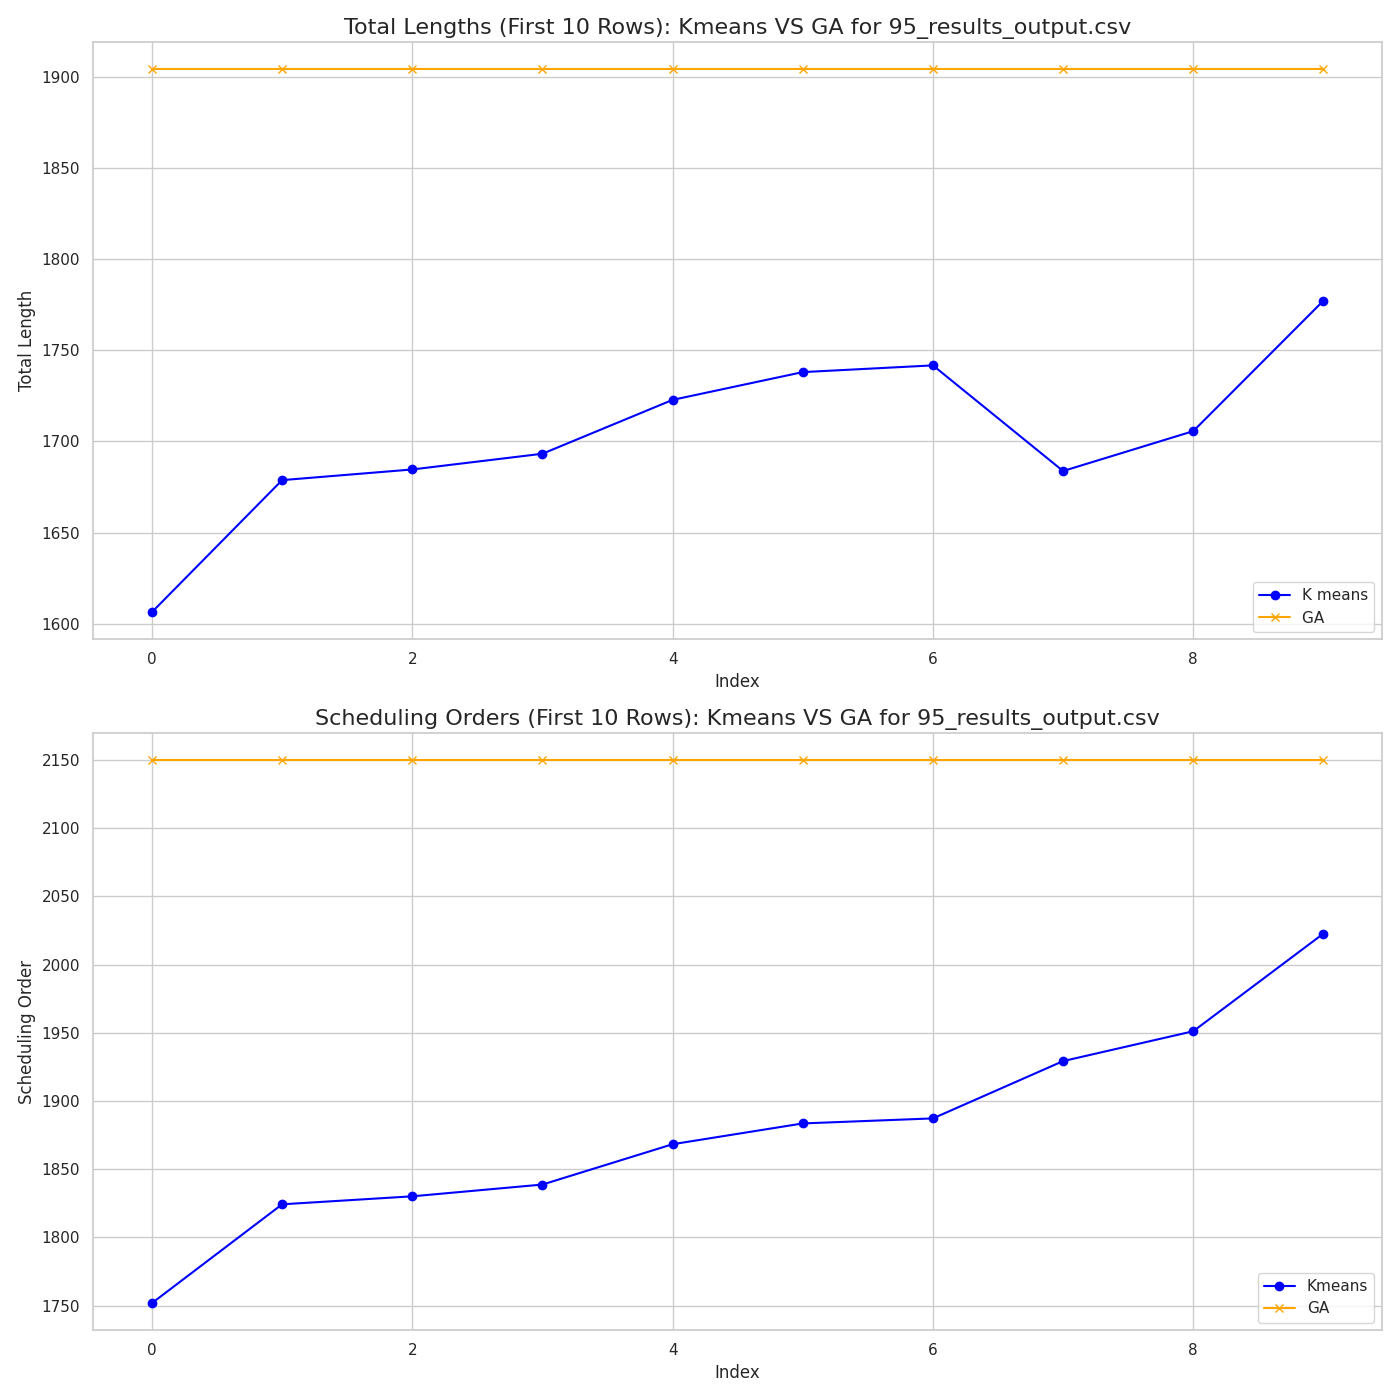 Total Lengths (First 10 Rows): Kmeans VS GA for 95_results_output.csv
Total Length
1900
1850
1800
1750
1700
1650
1600
K means
GA
0 2 4 6 8
Index
Scheduling Orders (First 10 Rows): Kmeans VS GA for 95_results_output.csv
Scheduling Order
2150
2100
2050
2000
1950
1900
1850
1800
1750
Kmeans
GA
0 2 4 6 8
Index